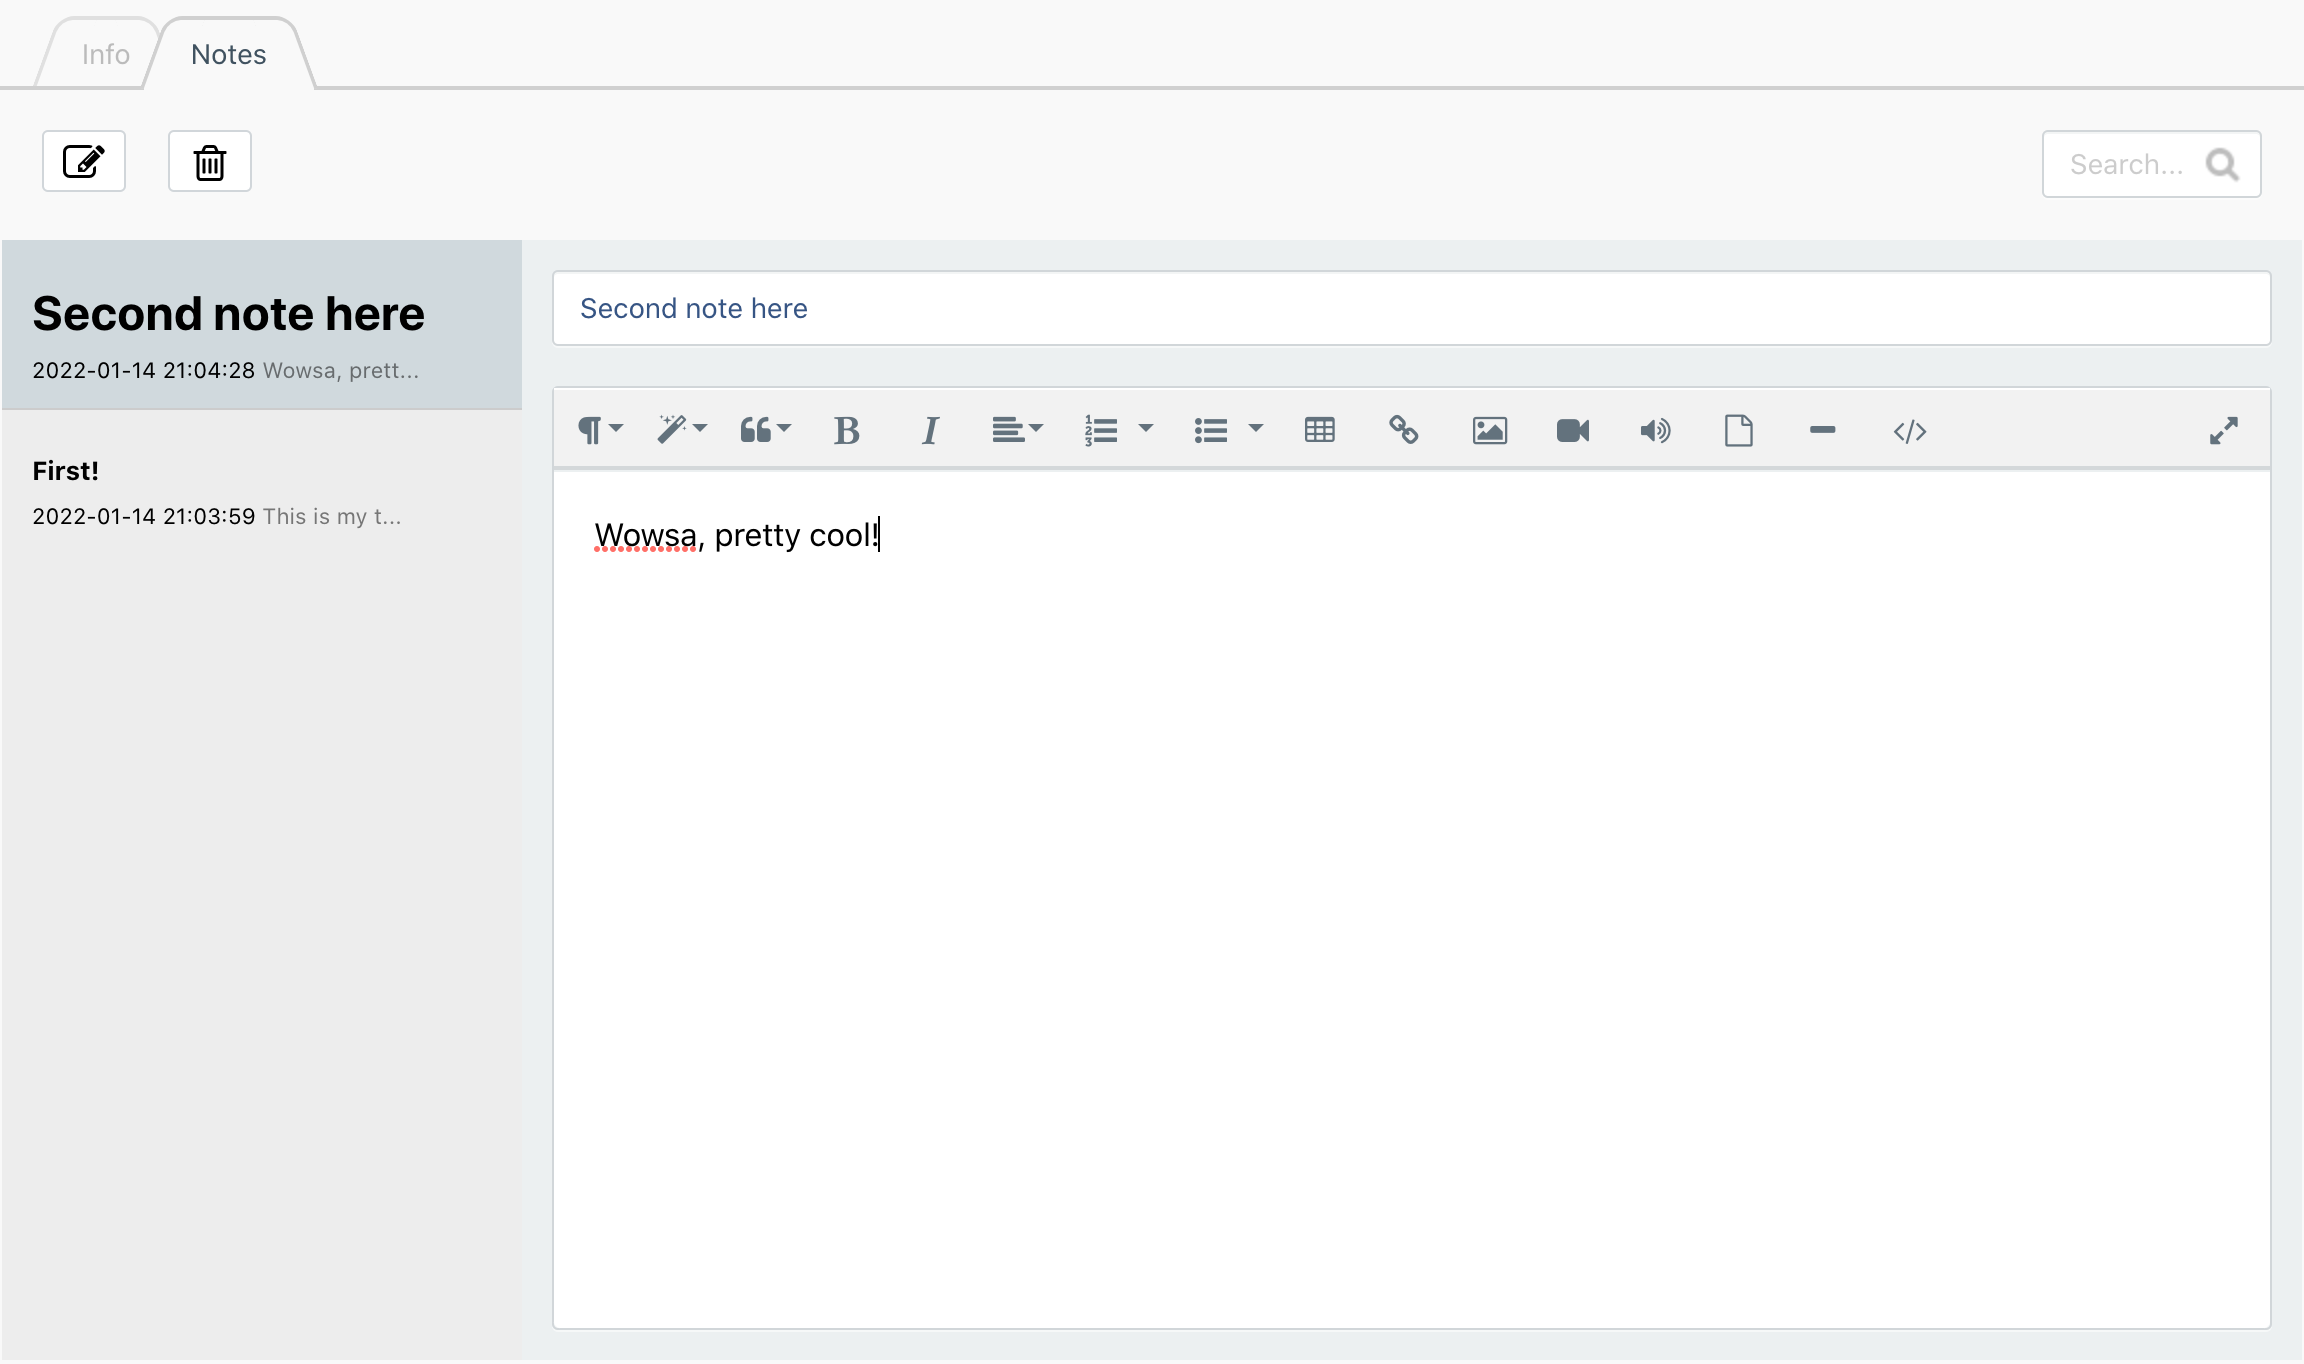 Info
Notes
Search...
Second note here
2022-01-14 21:04:28 Wowsa, prett...
First!
2022-01-14 21:03:59 This is my t...
Second note here
Wowsa, pretty cool!